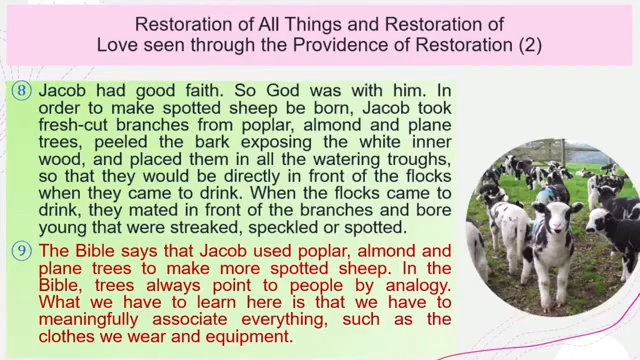 Restoration of All Things and Restoration of
Love seen through the Providence of Restoration (2)
⑧ Jacob had good faith. So God was with him. In
order to make spotted sheep be born, Jacob took
fresh-cut branches from poplar, almond and plane
trees, peeled the bark exposing the white inner
wood, and placed them in all the watering troughs,
so that they would be directly in front of the flocks
when they came to drink. When the flocks came to
drink, they mated in front of the branches and bore
young that were streaked, speckled or spotted.
⑨ The Bible says that Jacob used poplar, almond and
plane trees to make more spotted sheep. In the
Bible, trees always point to people by analogy.
What we have to learn here is that we have to
meaningfully associate everything, such as the
clothes we wear and equipment.